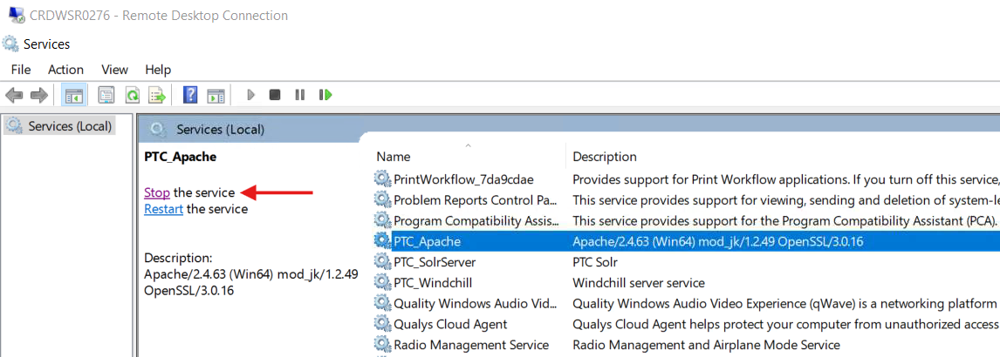 CRDWSR0276 - Remote Desktop Connection
Services
File Action View Help
Services (Local)
Services (Local)
PTC_Apache
Stop the service
Restart the service
Description:
Apache/2.4.63 (Win64) mod_jk/1.2.49
OpenSSL/3.0.16
Name Description
PrintWorkflow_7da9cdae Provides support for Print Workflow applications. If you turn off this service,
Problem Reports Control Pa... This service provides support for viewing, sending and deletion of system-le
Program Compatibility Assis... This service provides support for the Program Compatibility Assistant (PCA).
PTC_Apache Apache/2.4.63 (Win64) mod_jk/1.2.49 OpenSSL/3.0.16
PTC_SolrServer PTC Solr
PTC_Windchill Windchill server service
Quality Windows Audio Vid... Quality Windows Audio Video Experience (qWave) is a networking platform
Qualys Cloud Agent Qualys Cloud Agent helps protect your computer from unauthorized access
Radio Management Service Radio Management and Airplane Mode Service